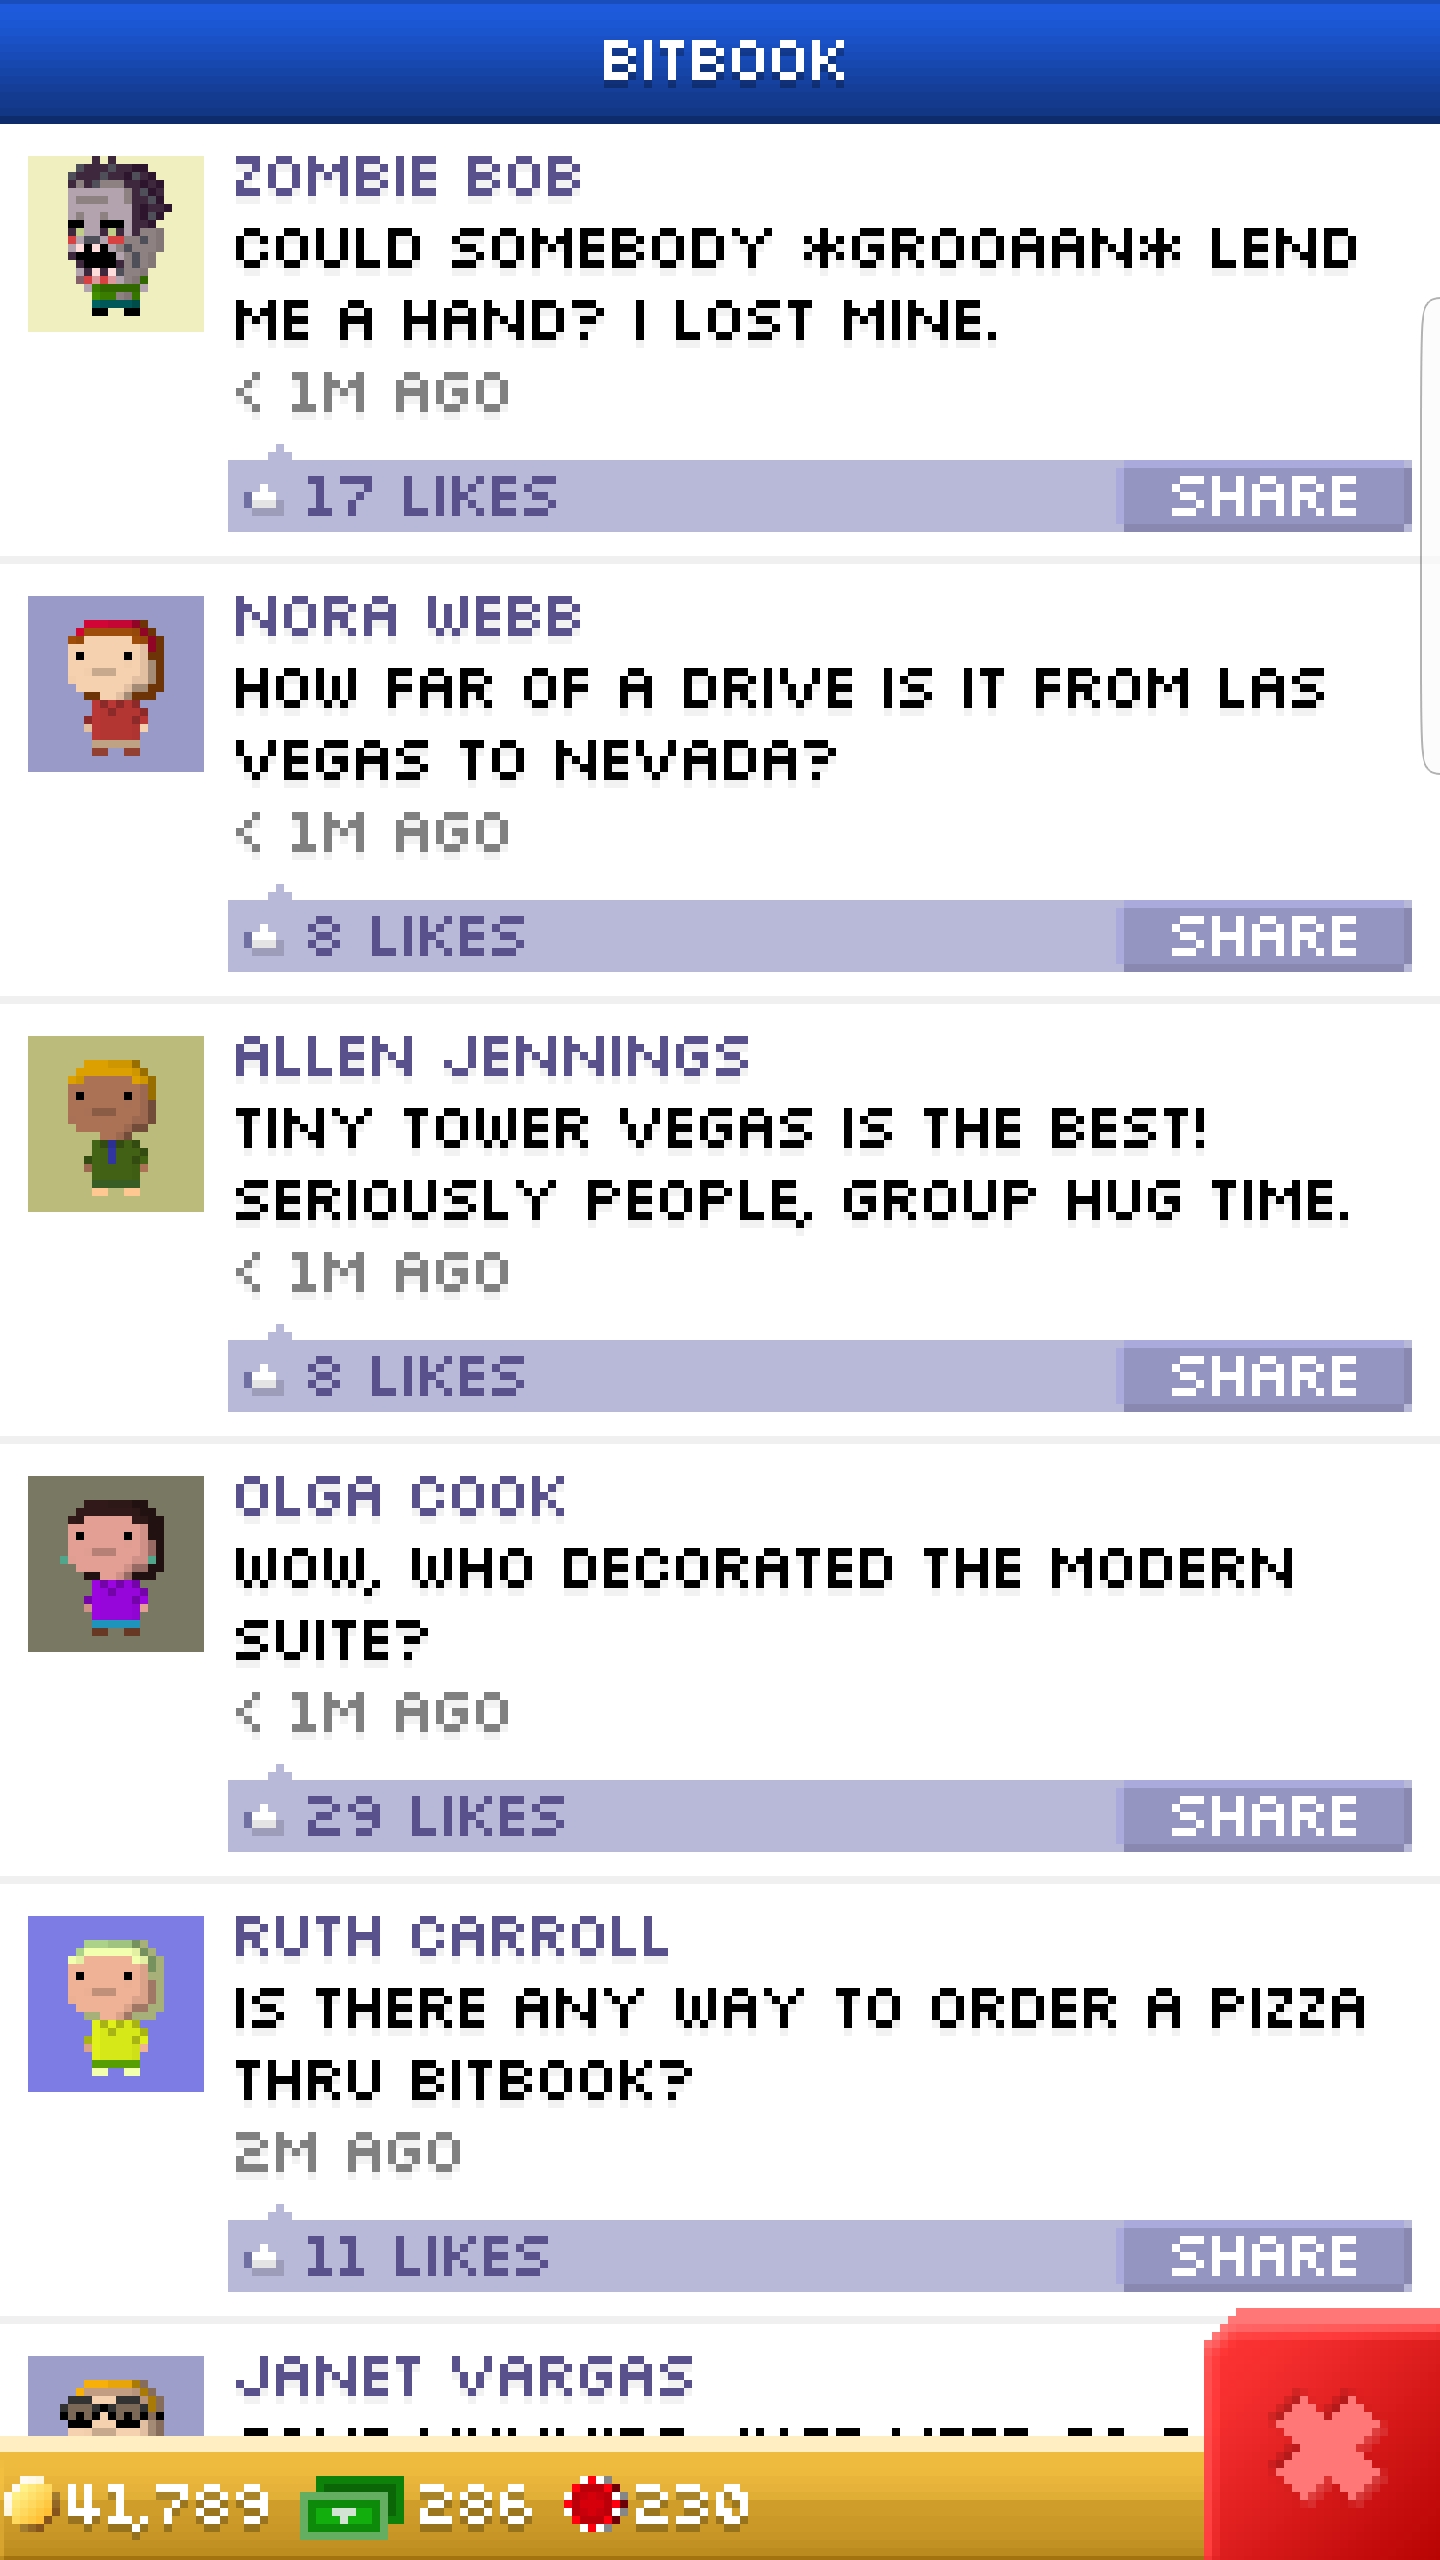 BITBOOK
ZOMBIE BOB
COULD SOMEBODY *GROOAAN* LEND
ME A HAND? I LOST MINE.
< 1M AGO
17 LIKES SHARE
NORA WEBB
HOW FAR OF A DRIVE IS IT FROM LAS
VEGAS TO NEVADA?
< 1M AGO
8 LIKES SHARE
ALLEN JENNINGS
TINY TOWER VEGAS IS THE BEST!
SERIOUSLY PEOPLE, GROUP HUG TIME.
< 1M AGO
8 LIKES SHARE
OLGA COOK
WOW, WHO DECORATED THE MODERN
SUITE?
< 1M AGO
29 LIKES SHARE
RUTH CARROLL
IS THERE ANY WAY TO ORDER A PIZZA
THRU BITBOOK?
2M AGO
11 LIKES SHARE
JANET VARGAS
41,789 286 230